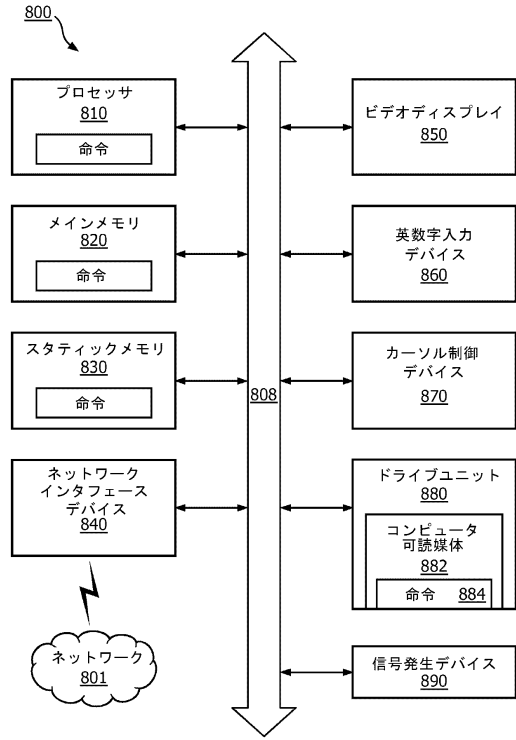 800
プロセッサ
810
命令
メインメモリ
820
命令
スタティックメモリ
830
命令
ネットワーク
インタフェース
デバイス
840
ネットワーク
801
808
ビデオディスプレイ
850
英数字入力
デバイス
860
カーソル制御
デバイス
870
ドライブユニット
880
コンピュータ
可読媒体
882
命令 884
信号発生デバイス
890